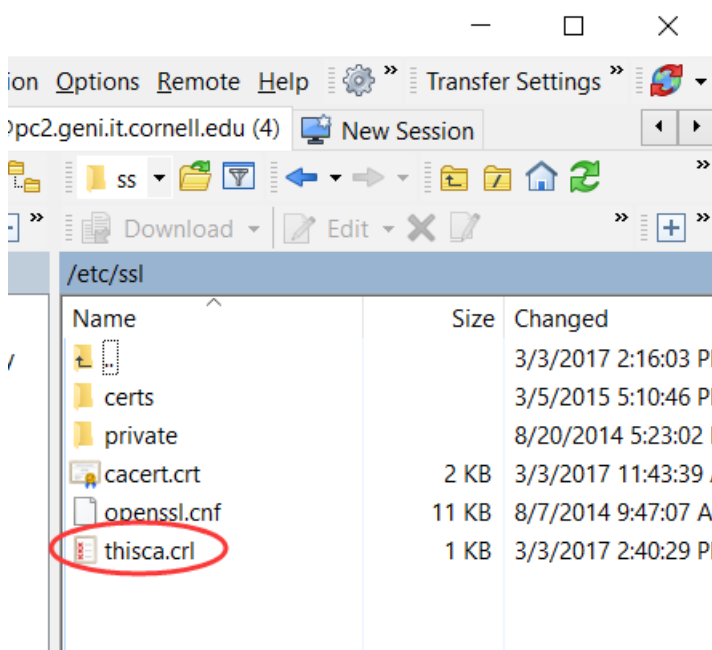 ion Options Remote Help » Transfer Settings »
pc2.geni.it.cornell.edu (4) New Session
ss »
» Download Edit » »
/etc/ssl
Name Size Changed
y .. 3/3/2017 2:16:03 P
certs 3/5/2015 5:10:46 P
private 8/20/2014 5:23:02
cacert.crt 2 KB 3/3/2017 11:43:39
openssl.cnf 11 KB 8/7/2014 9:47:07 A
thisca.crl 1 KB 3/3/2017 2:40:29 P